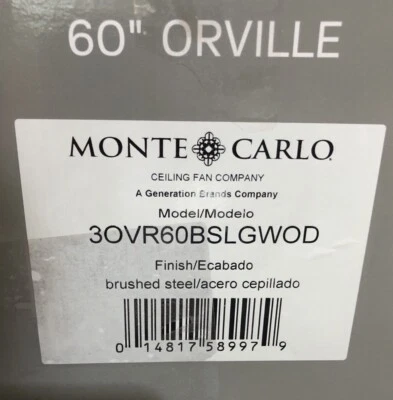 60" ORVILLE
MONTE CARLO
CEILING FAN COMPANY
A Generation Brands Company
Model/Modeio
3OVR60BSLGWOD
Finish/Ecabado
brushed steel/acero cepillado
0 14817 58997 9